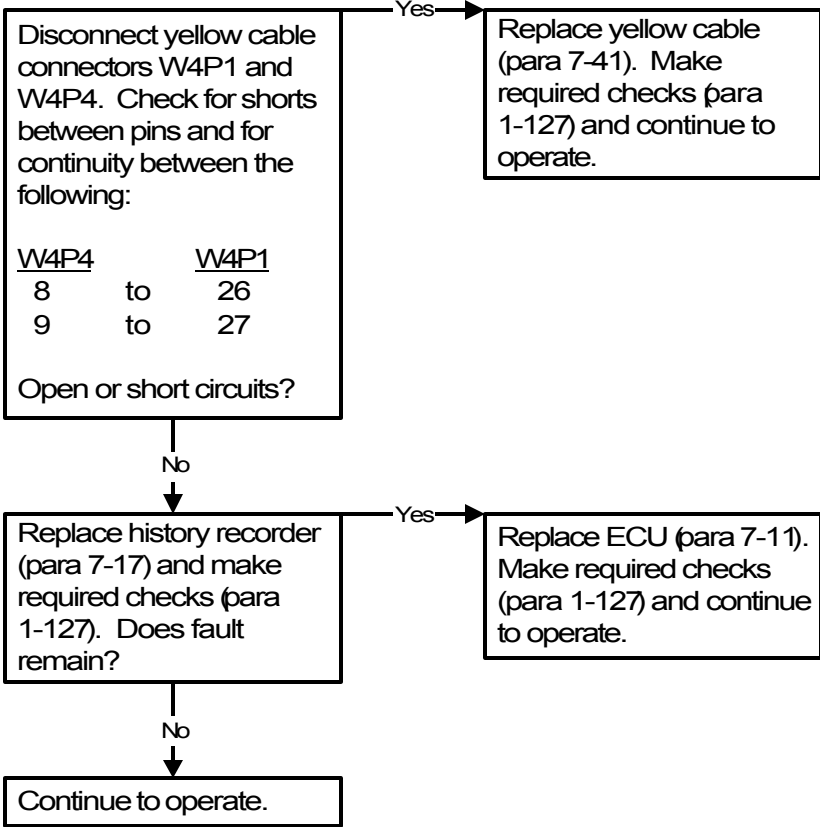 Disconnect yellow cable
connectors W4P1 and
W4P4. Check for shorts
between pins and for
continuity between the
following:
W4P4 W4P1
8 to 26
9 to 27
Open or short circuits?
Yes
Replace yellow cable
(para 7-41). Make
required checks (para
1-127) and continue to
operate.
No
Replace history recorder
(para 7-17) and make
required checks (para
1-127). Does fault
remain?
Yes
Replace ECU (para 7-11).
Make required checks
(para 1-127) and continue
to operate.
No
Continue to operate.